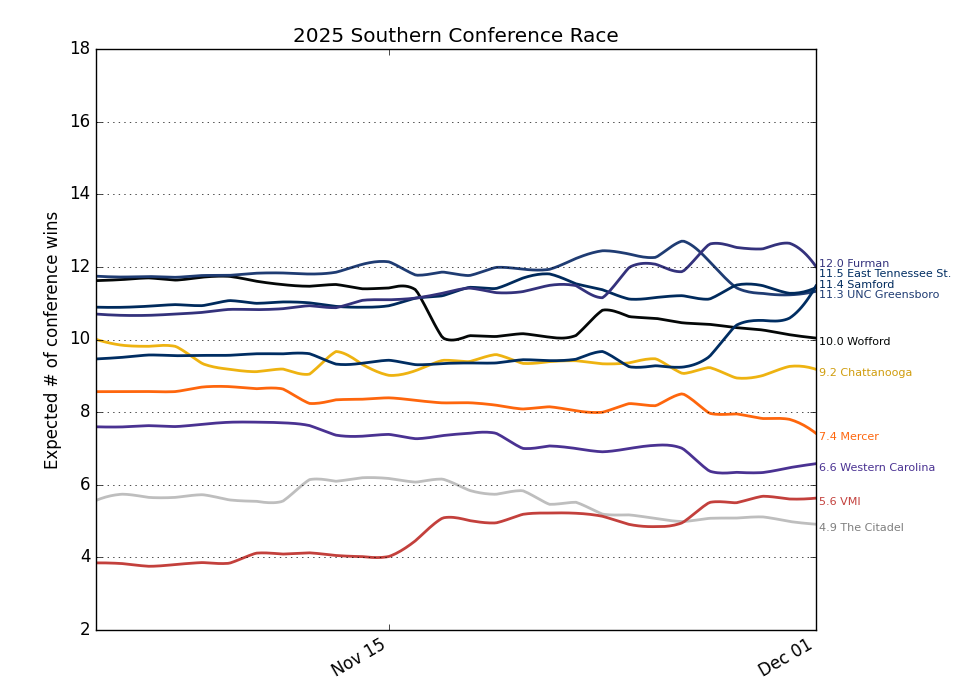 2025 Southern Conference Race
Expected # of conference wins
18
16
14
12
10
8
6
4
2
Nov 15
Dec 01
12.0 Furman
11.5 East Tennessee St.
11.4 Samford
11.3 UNC Greensboro
10.0 Wofford
9.2 Chattanooga
7.4 Mercer
6.6 Western Carolina
5.6 VMI
4.9 The Citadel